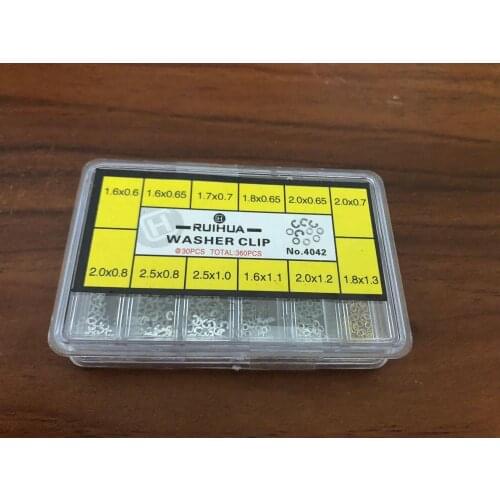 1.6x0.6 1.6x0.65 1.7x0.7 1.8x0.65 2.0x0.65 2.0x0.7
RUIHUA
WASHER CLIP
No.4042
@30PCS TOTAL:360PCS
2.0x0.8 2.5x0.8 2.5x1.0 1.6x1.1 2.0x1.2 1.8x1.3